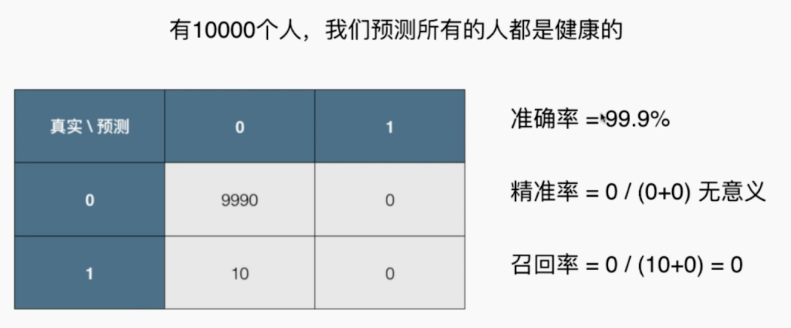 有10000个人，我们预测所有的人都是健康的
真实 \ 预测 0 1
准确率 =99.9%
0 9990 0
精准率 = 0 / (0+0) 无意义
1 10 0
召回率 = 0 / (10+0) = 0